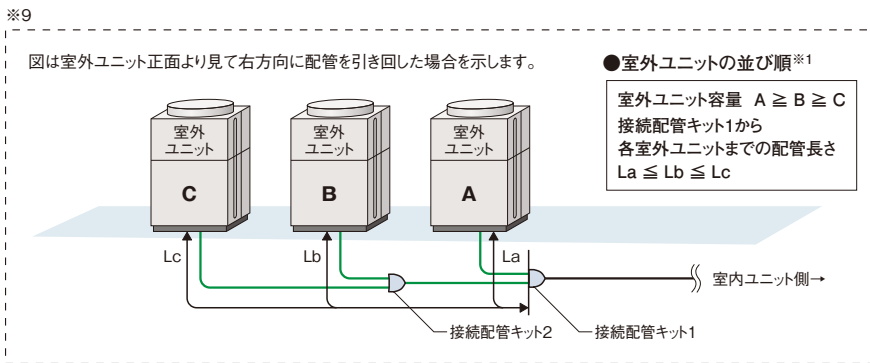 ※9
図は室外ユニット正面より見て右方向に配管を引き回した場合を示します。
●室外ユニットの並び順※1
室外ユニット容量 A ≧ B ≧ C
接続配管キット1から
各室外ユニットまでの配管長さ
La ≦ Lb ≦ Lc
室外
ユニット
C
室外
ユニット
B
室外
ユニット
A
Lc
Lb
La
室内ユニット側→
接続配管キット2
接続配管キット1